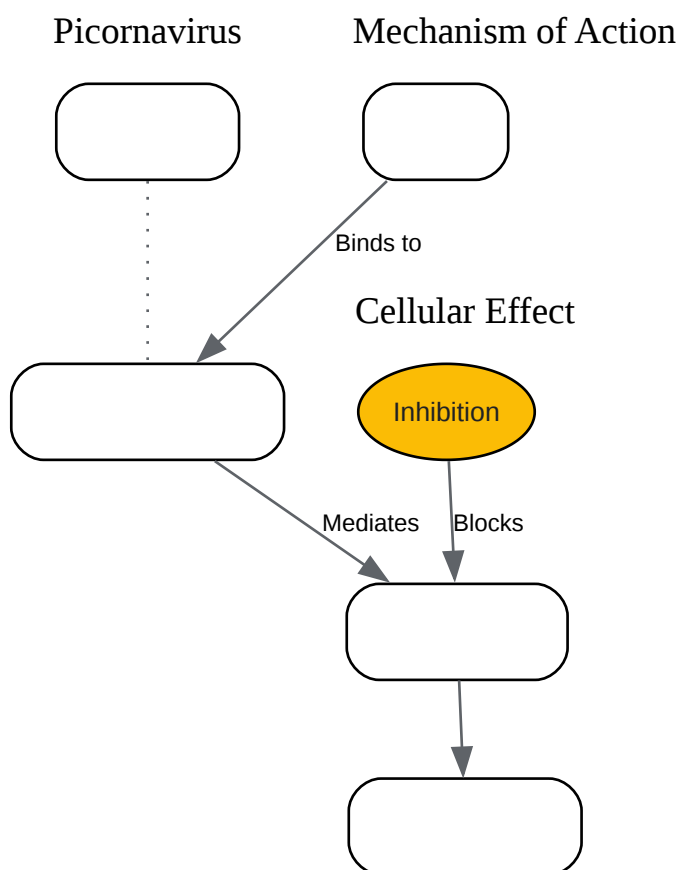 Picornavirus
Mechanism of Action
Binds to
Cellular Effect
Inhibition
Mediates
Blocks